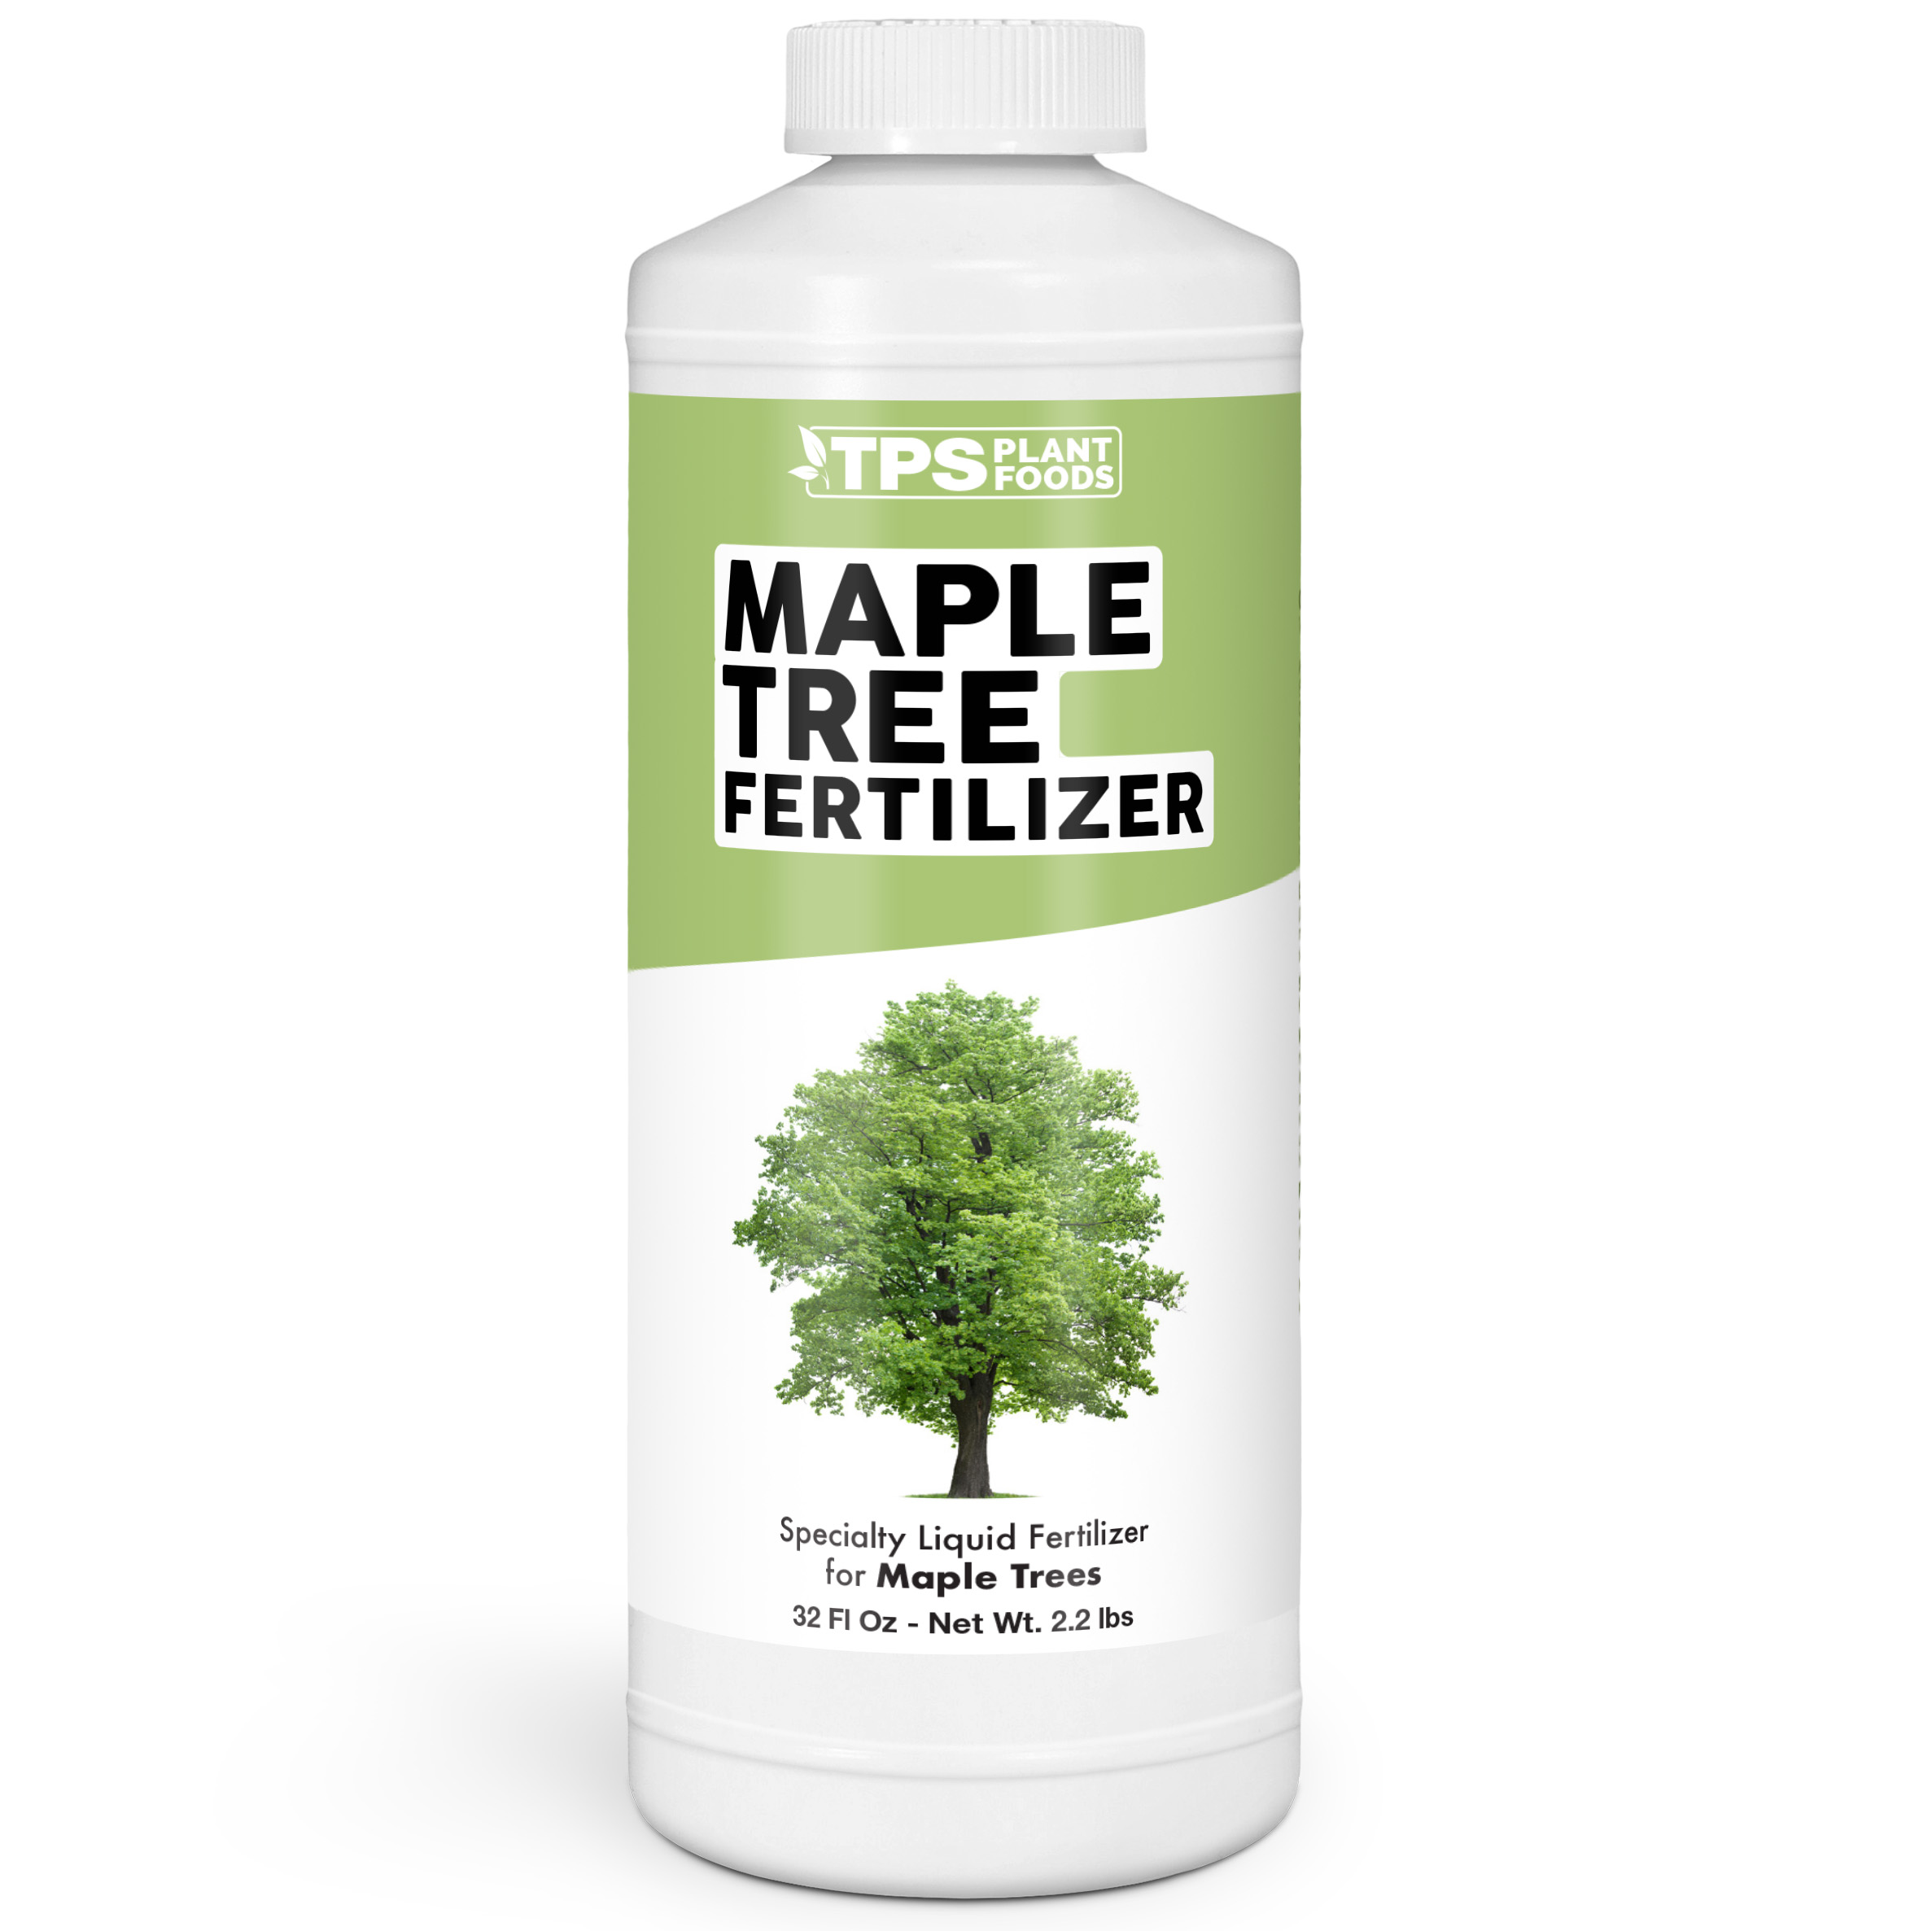 TPS PLANT FOODS
MAPLE
TREE
FERTILIZER
Specialty Liquid Fertilizer
for Maple Trees
32 Fl Oz - Net Wt. 2.2 lbs